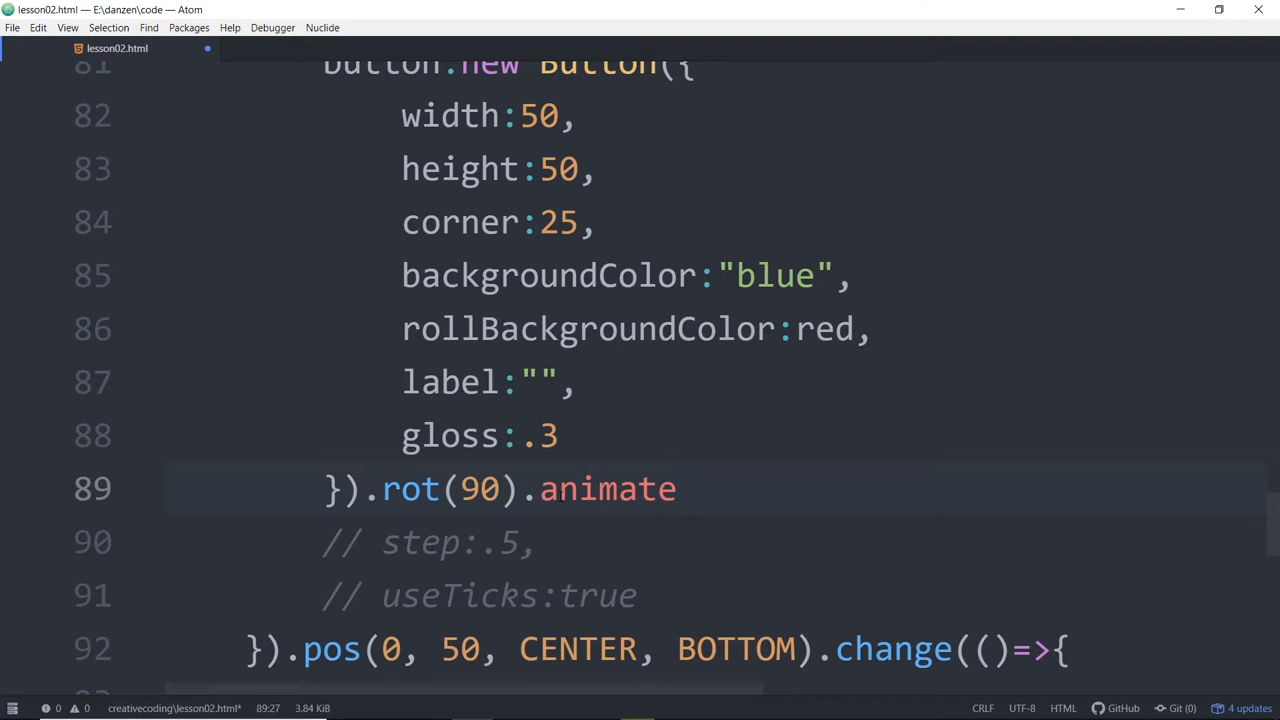 lesson02.html — E:\danzen\code — Atom
File Edit View Selection Find Packages Help Debugger Nuclide
lesson02.html
81 button:new Button({
82 width:50,
83 height:50,
84 corner:25,
85 backgroundColor:"blue",
86 rollBackgroundColor:red,
87 label:"",
88 gloss:.3
89 }).rot(90).animate
90 // step:.5,
91 // useTicks:true
92 }).pos(0, 50, CENTER, BOTTOM).change(()=>{
0 0 creativecoding\lesson02.html* 89:27 3.84 KiB CRLF UTF-8 HTML GitHub Git (0) 4 updates